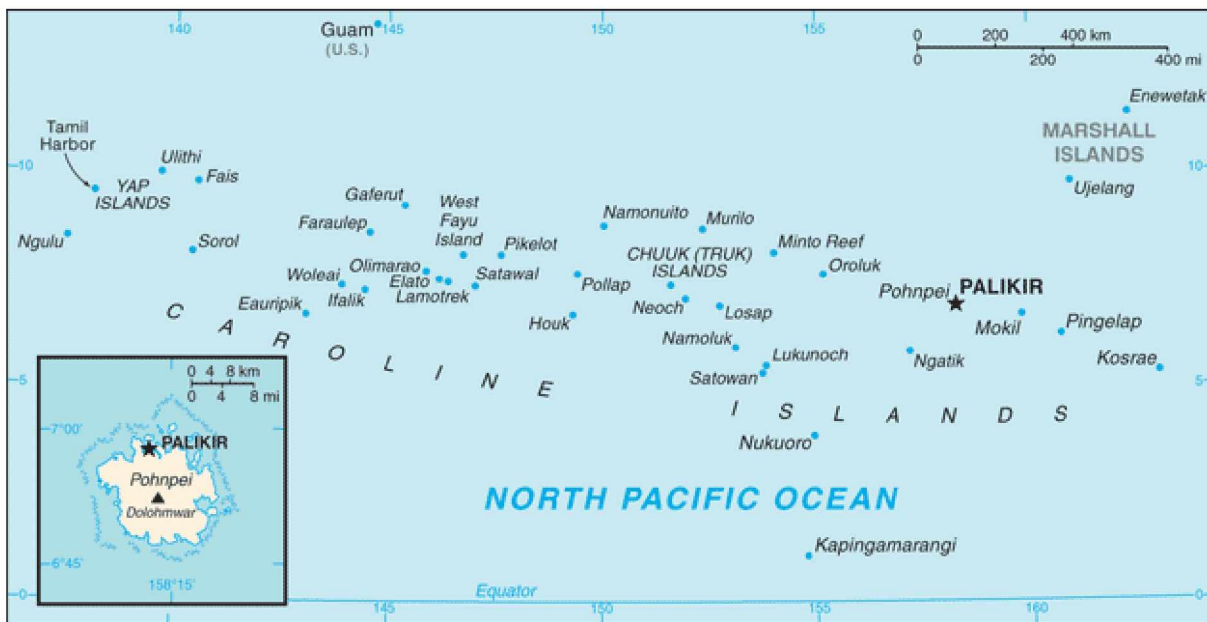 140
145
150
155
Guam
(U.S.)
0 200 400 km
0 200 400 mi
Enewetak
MARSHALL
ISLANDS
Tamil
Harbor
10
10
Ulithi
YAP
ISLANDS
Fais
Ujelang
Gaferut
West
Fayu
Island
Namonuito
Murilo
Faraulep
Ngulu
Sorol
Pikelot
CHUUK (TRUK)
ISLANDS
Minto Reef
Olimarao
Oroluk
Woleai
Elato
Satawal
Pollap
Pohnpei
PALIKIR
Ifalik
Lamotrek
Eauripik
Neoch
Losap
Houk
Mokil
Pingelap
Namoluk
Lukunoch
Ngatik
Kosrae
Satowan
5
5
CAROLINE ISLANDS
Nukuoro
NORTH PACIFIC OCEAN
Kapingamarangi
Equator
0
0
145
150
155
160
0 4 8 km
0 4 8 mi
7°00'
PALIKIR
Pohnpei
Dolohmwar
6°45'
158°15'